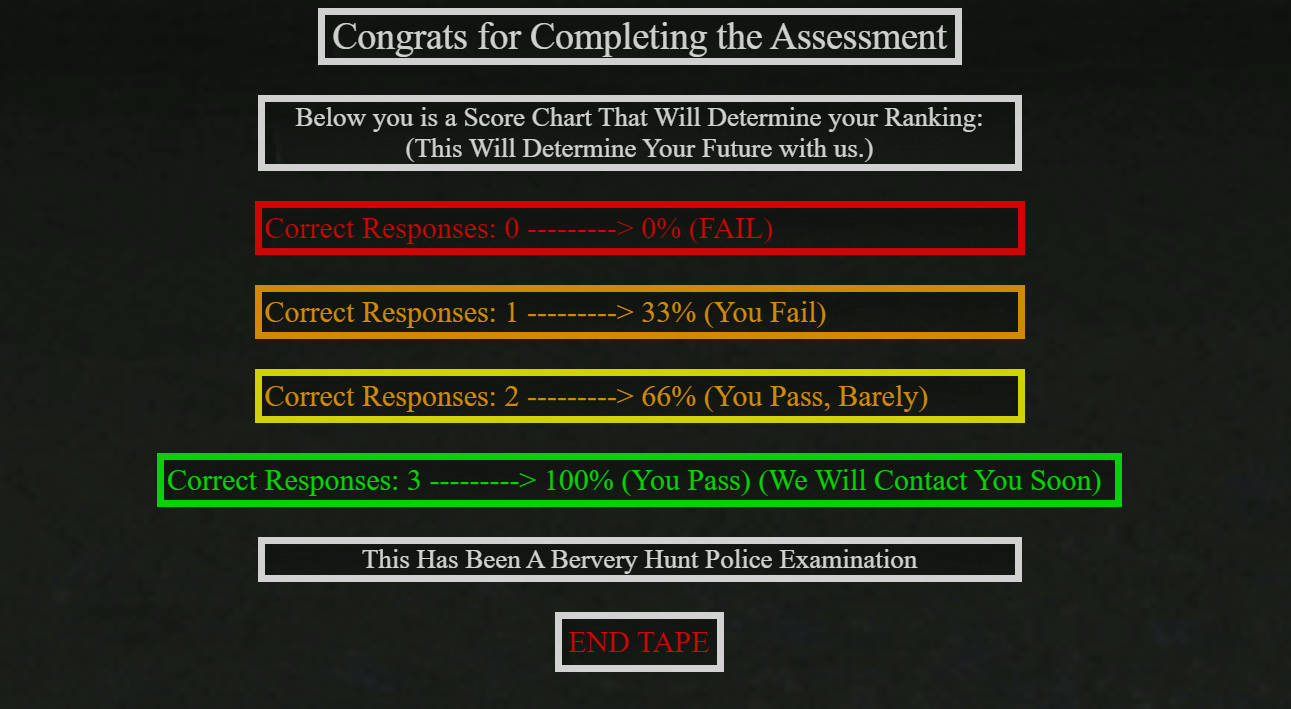 Congrats for Completing the Assessment
Below you is a Score Chart That Will Determine your Ranking:
(This Will Determine Your Future with us.)
Correct Responses: 0 ---------> 0% (FAIL)
Correct Responses: 1 ---------> 33% (You Fail)
Correct Responses: 2 ---------> 66% (You Pass, Barely)
Correct Responses: 3 ---------> 100% (You Pass) (We Will Contact You Soon)
This Has Been A Bervery Hunt Police Examination
END TAPE